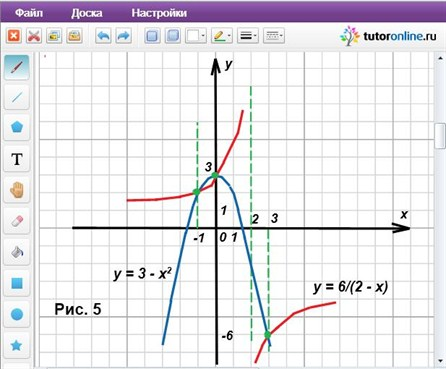 Файл Доска Настройки
tutoronline.ru
T
y
3
1
x
-1 0 1 2 3
y = 3 - x²
y = 6/(2 - x)
Рис. 5
-6